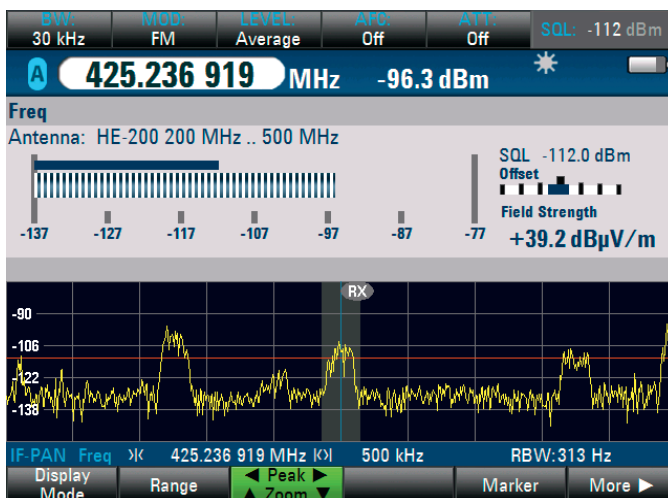 BW: MOD: LEVEL: AFC: ATT: SQL: -112 dBm
30 kHz FM Average Off Off
A 425.236 919 MHz -96.3 dBm
Freq
Antenna: HE-200 200 MHz .. 500 MHz
SQL -112.0 dBm
Offset
Field Strength
-137 -127 -117 -107 -97 -87 -77
+39.2 dBµV/m
RX
-90
-106
-122
-138
IF-PAN Freq 425.236 919 MHz 500 kHz RBW:313 Hz
Display Mode
Range
Peak
Zoom
Marker
More